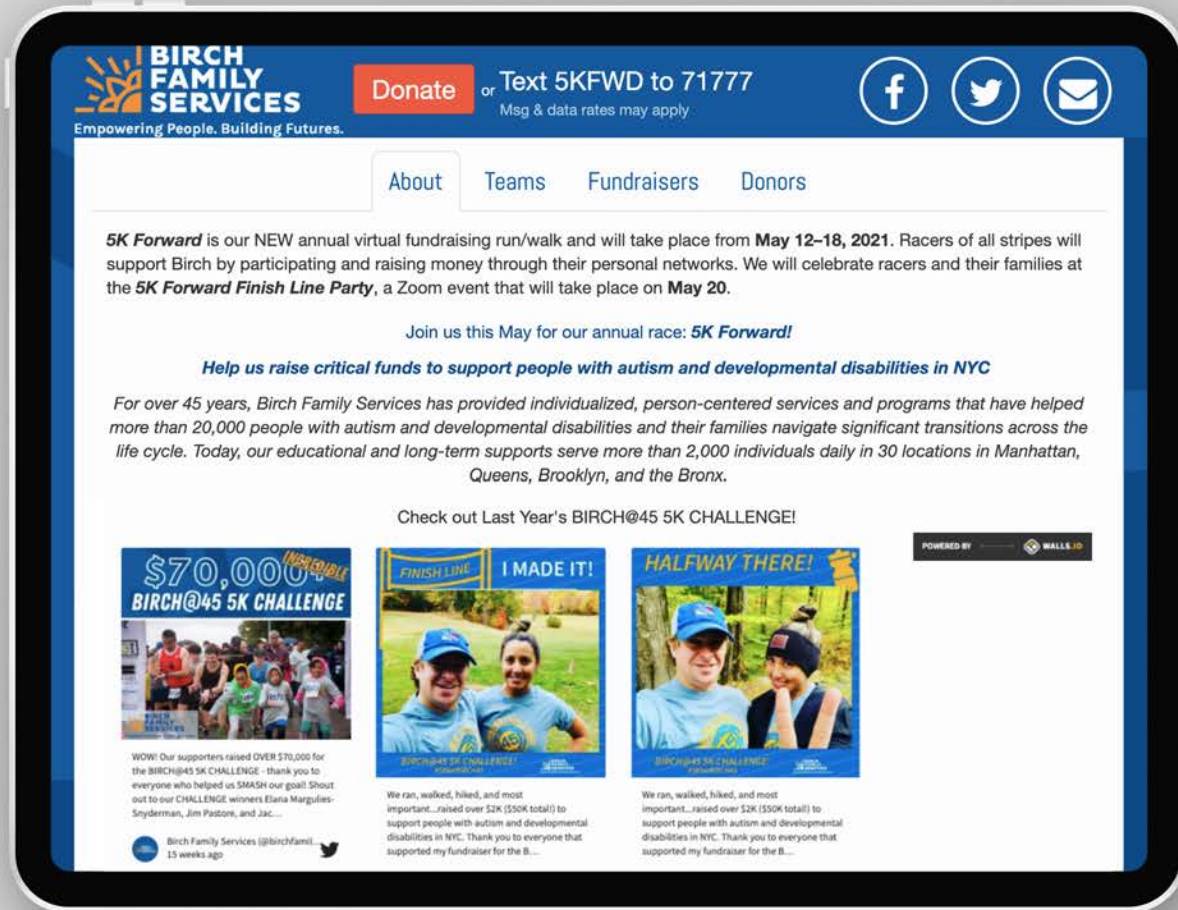 BIRCH
FAMILY
SERVICES
Empowering People. Building Futures.
Donate
or
Text 5KFWD to 71777
Msg & data rates may apply
About
Teams
Fundraisers
Donors
5K Forward is our NEW annual virtual fundraising run/walk and will take place from May 12–18, 2021. Racers of all stripes will
support Birch by participating and raising money through their personal networks. We will celebrate racers and their families at
the 5K Forward Finish Line Party, a Zoom event that will take place on May 20.
Join us this May for our annual race: 5K Forward!
Help us raise critical funds to support people with autism and developmental disabilities in NYC
For over 45 years, Birch Family Services has provided individualized, person-centered services and programs that have helped
more than 20,000 people with autism and developmental disabilities and their families navigate significant transitions across the
life cycle. Today, our educational and long-term supports serve more than 2,000 individuals daily in 30 locations in Manhattan,
Queens, Brooklyn, and the Bronx.
Check out Last Year's BIRCH@45 5K CHALLENGE!
$70,000+
INCREDIBLE
BIRCH@45 5K CHALLENGE
BIRCH
FAMILY
SERVICES
WOW! Our supporters raised OVER $70,000 for
the BIRCH@45 5K CHALLENGE - thank you to
everyone who helped us SMASH our goal! Shout
out to our CHALLENGE winners Elana Margulies-
Snyderman, Jim Pastore, and Jac...
Birch Family Services (@birchfamil...
15 weeks ago
FINISH LINE
I MADE IT!
BIRCH@45 5K CHALLENGE!
We ran, walked, hiked, and most
important...raised over $2K ($50K total!) to
support people with autism and developmental
disabilities in NYC. Thank you to everyone that
supported my fundraiser for the B...
HALFWAY THERE!
BIRCH@45 5K CHALLENGE!
We ran, walked, hiked, and most
important...raised over $2K ($50K total!) to
support people with autism and developmental
disabilities in NYC. Thank you to everyone that
supported my fundraiser for the B...
POWERED BY
WALLS.IO